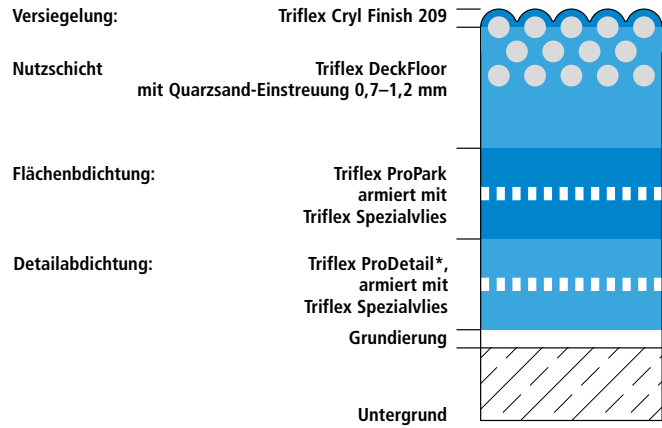 Versiegelung: Triflex Cryl Finish 209
Nutzschicht Triflex DeckFloor
mit Quarzsand-Einstreuung 0,7–1,2 mm
Flächenbdichtung: Triflex ProPark
armiert mit
Triflex Spezialvlies
Detailabdichtung: Triflex ProDetail*,
armiert mit
Triflex Spezialvlies
Grundierung
Untergrund